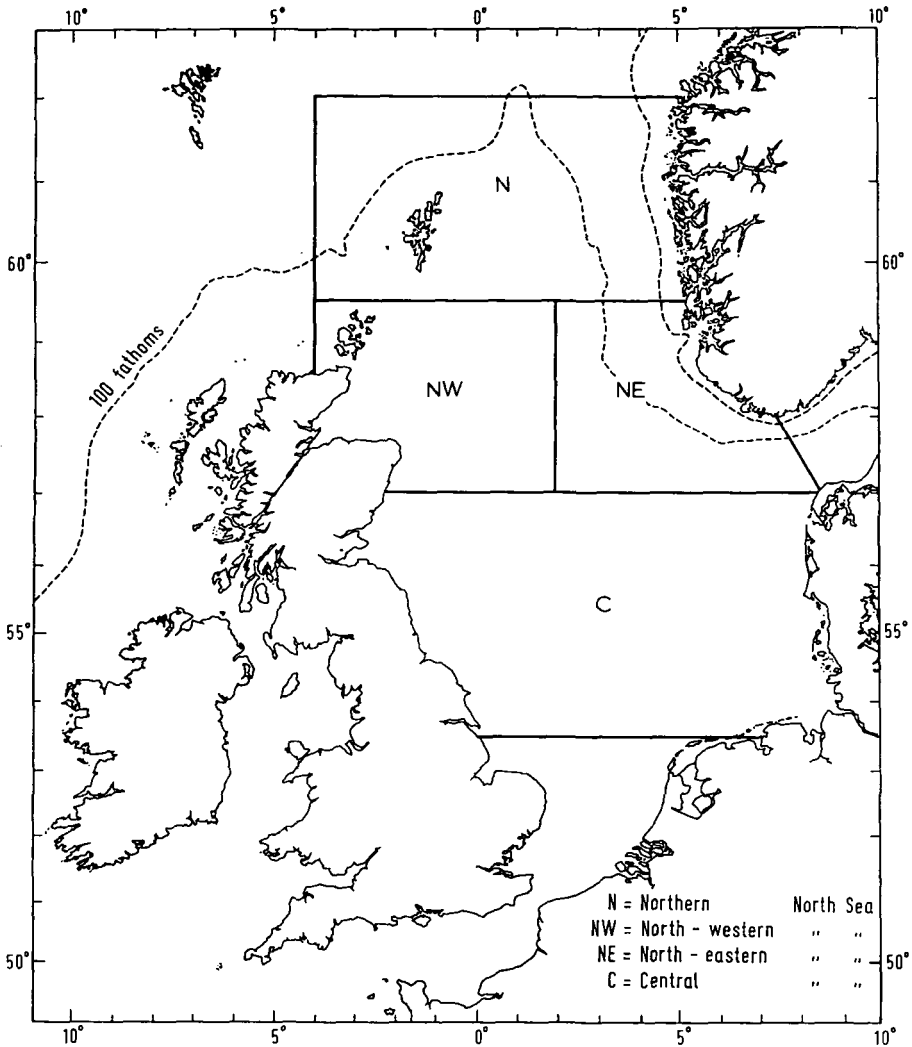 10° 5° 0° 5° 10°
N
60° 60°
100 fathoms
NW NE
C
55° 55°
N = Northern North Sea
NW = North - western " "
NE = North - eastern " "
50° 50°
C = Central " "
10° 5° 0° 5° 10°